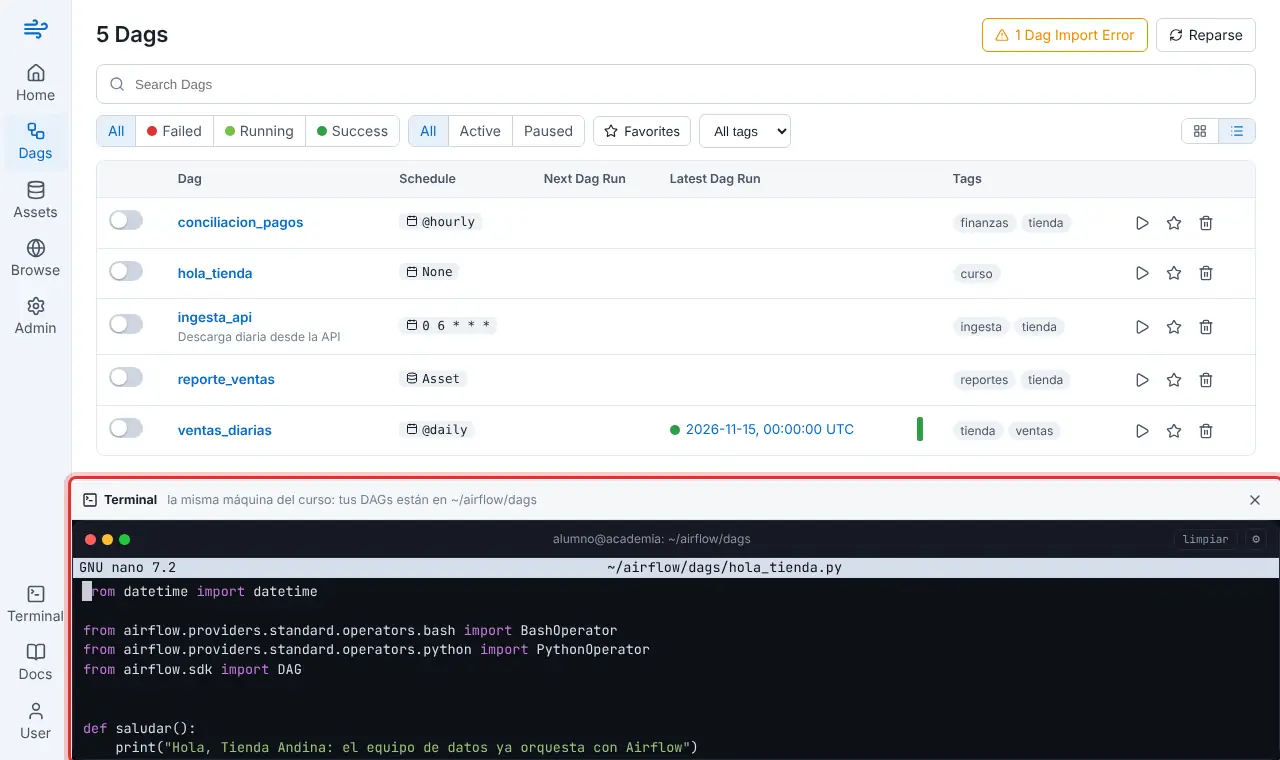 5 Dags
1 Dag Import Error
Reparse
Search Dags
All Failed Running Success All Active Paused Favorites All tags
Dag Schedule Next Dag Run Latest Dag Run Tags
conciliacion_pagos @hourly finanzas tienda
hola_tienda None curso
ingesta_api 0 6 * * * ingesta tienda
Descarga diaria desde la API
reporte_ventas Asset reportes tienda
ventas_diarias @daily 2026-11-15, 00:00:00 UTC tienda ventas
Home
Dags
Assets
Browse
Admin
Terminal
Docs
User
Terminal la misma máquina del curso: tus DAGs están en ~/airflow/dags
alumno@academia: ~/airflow/dags limpiar
GNU nano 7.2 ~/airflow/dags/hola_tienda.py
rom datetime import datetime
from airflow.providers.standard.operators.bash import BashOperator
from airflow.providers.standard.operators.python import PythonOperator
from airflow.sdk import DAG
def saludar():
print("Hola, Tienda Andina: el equipo de datos ya orquesta con Airflow")